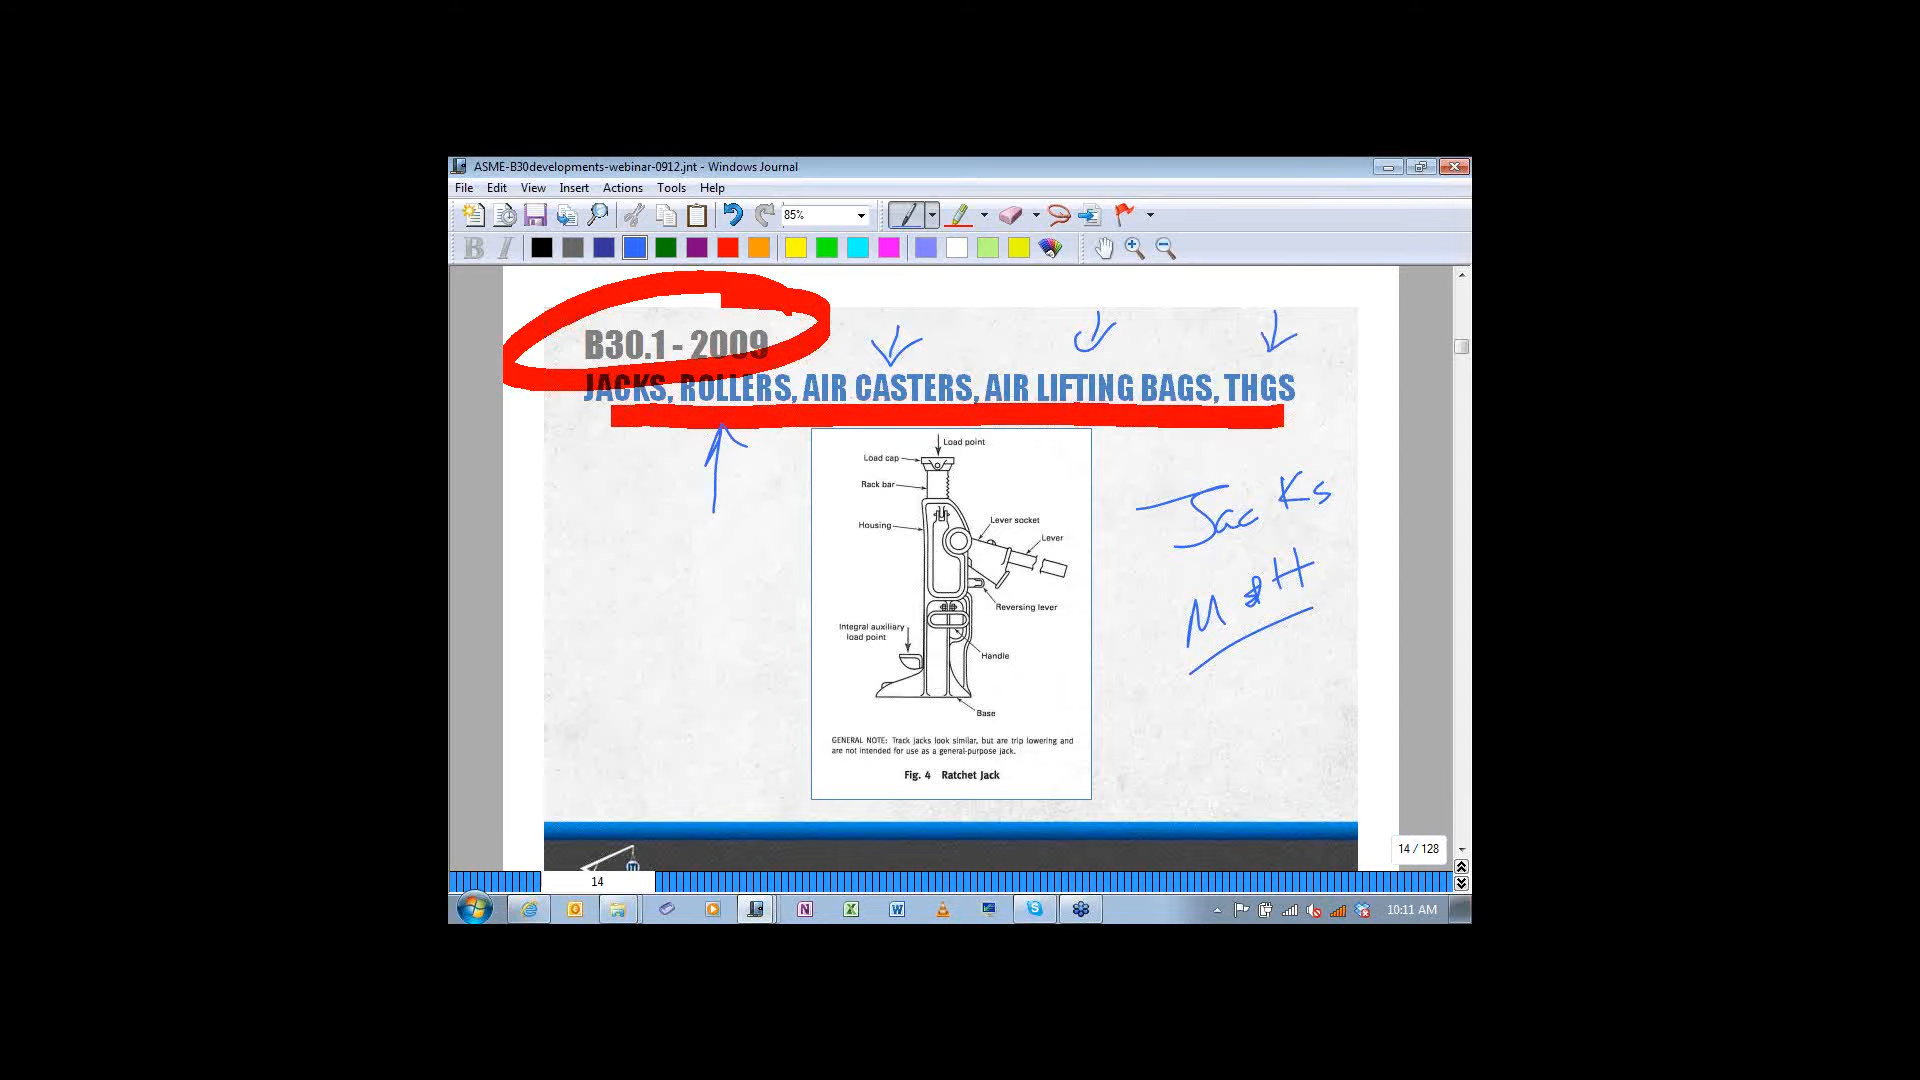 ASME-B30developments-webinar-0912.jnt - Windows Journal
File Edit View Insert Actions Tools Help
85%
B I
B30.1 - 2009
JACKS, ROLLERS, AIR CASTERS, AIR LIFTING BAGS, THGS
Load point
Load cap
Rack bar
Housing
Lever socket
Lever
Reversing lever
Integral auxiliary
load point
Handle
Base
GENERAL NOTE: Track jacks look similar, but are trip lowering and
are not intended for use as a general-purpose jack.
Fig. 4 Ratchet Jack
Jacks
M & H
14 / 128
14
10:11 AM